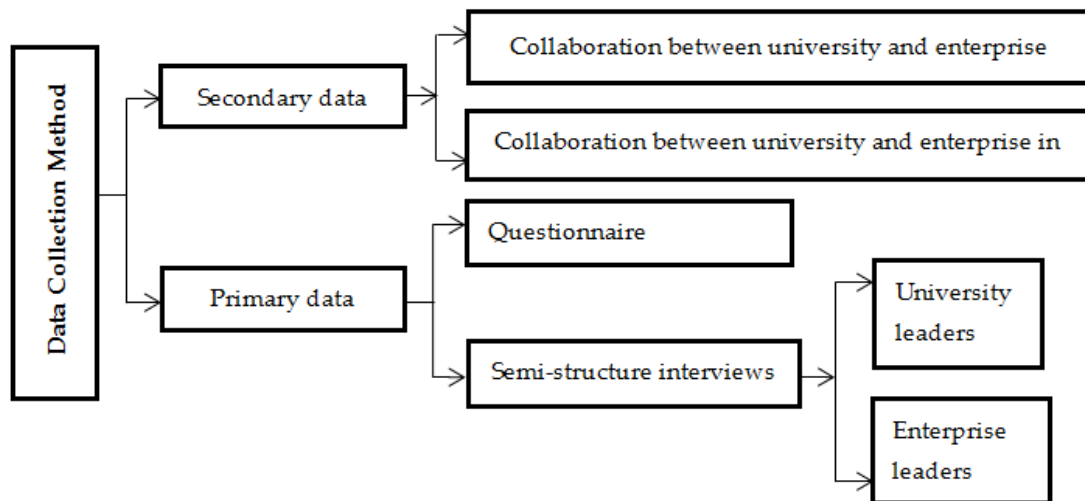 Data Collection Method
Secondary data
Collaboration between university and enterprise
Collaboration between university and enterprise in
Primary data
Questionnaire
Semi-structure interviews
University
leaders
Enterprise
leaders